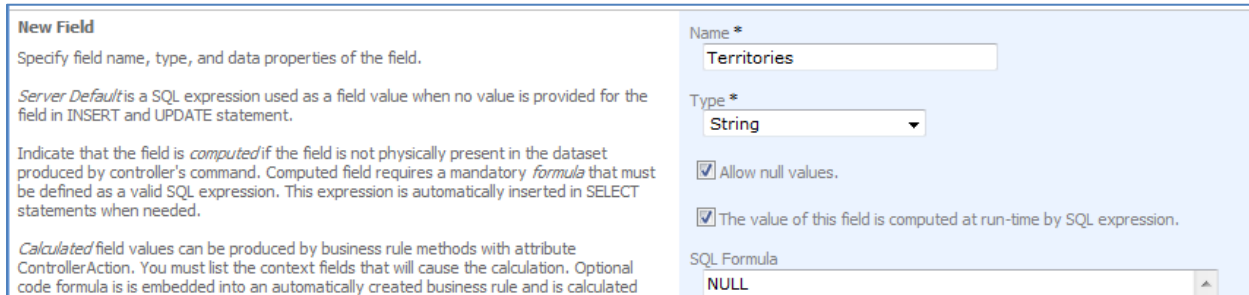 New Field
Specify field name, type, and data properties of the field.
Server Default is a SQL expression used as a field value when no value is provided for the
field in INSERT and UPDATE statement.
Indicate that the field is computed if the field is not physically present in the dataset
produced by controller's command. Computed field requires a mandatory formula that must
be defined as a valid SQL expression. This expression is automatically inserted in SELECT
statements when needed.
Calculated field values can be produced by business rule methods with attribute
ControllerAction. You must list the context fields that will cause the calculation. Optional
code formula is is embedded into an automatically created business rule and is calculated
Name *
Territories
Type *
String
Allow null values.
The value of this field is computed at run-time by SQL expression.
SQL Formula
NULL